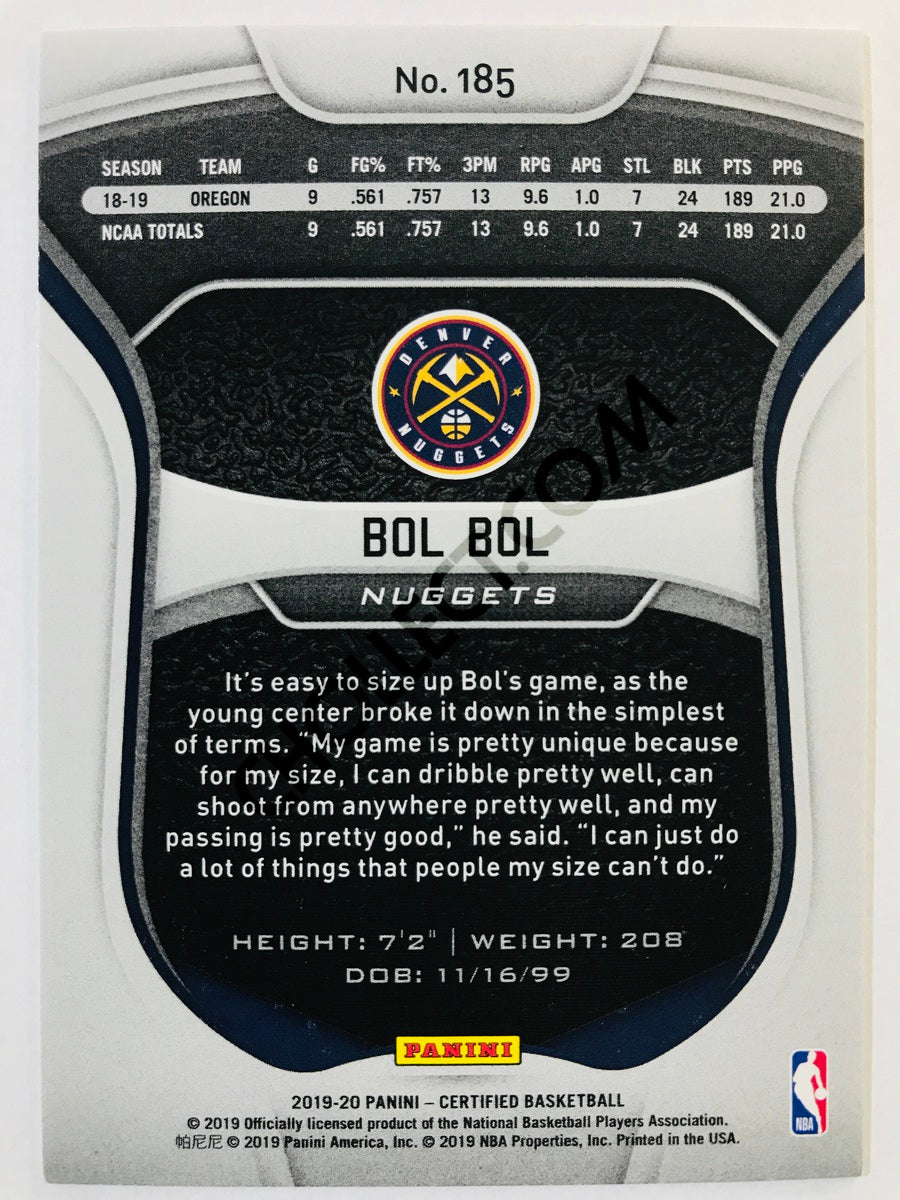 No. 185
SEASON TEAM G FG% FT% 3PM RPG APG STL BLK PTS PPG
18-19 OREGON 9 .561 .757 13 9.6 1.0 7 24 189 21.0
NCAA TOTALS 9 .561 .757 13 9.6 1.0 7 24 189 21.0
DENVER
NUGGETS
BOL BOL
NUGGETS
It's easy to size up Bol's game, as the
young center broke it down in the simplest
of terms. "My game is pretty unique because
for my size, I can dribble pretty well, can
shoot from anywhere pretty well, and my
passing is pretty good," he said. "I can just do
a lot of things that people my size can't do."
HEIGHT: 7'2" | WEIGHT: 208
DOB: 11/16/99
PANINI
2019-20 PANINI – CERTIFIED BASKETBALL
© 2019 Officially licensed product of the National Basketball Players Association.
帕尼尼 © 2019 Panini America, Inc. © 2019 NBA Properties, Inc. Printed in the USA.
NBA